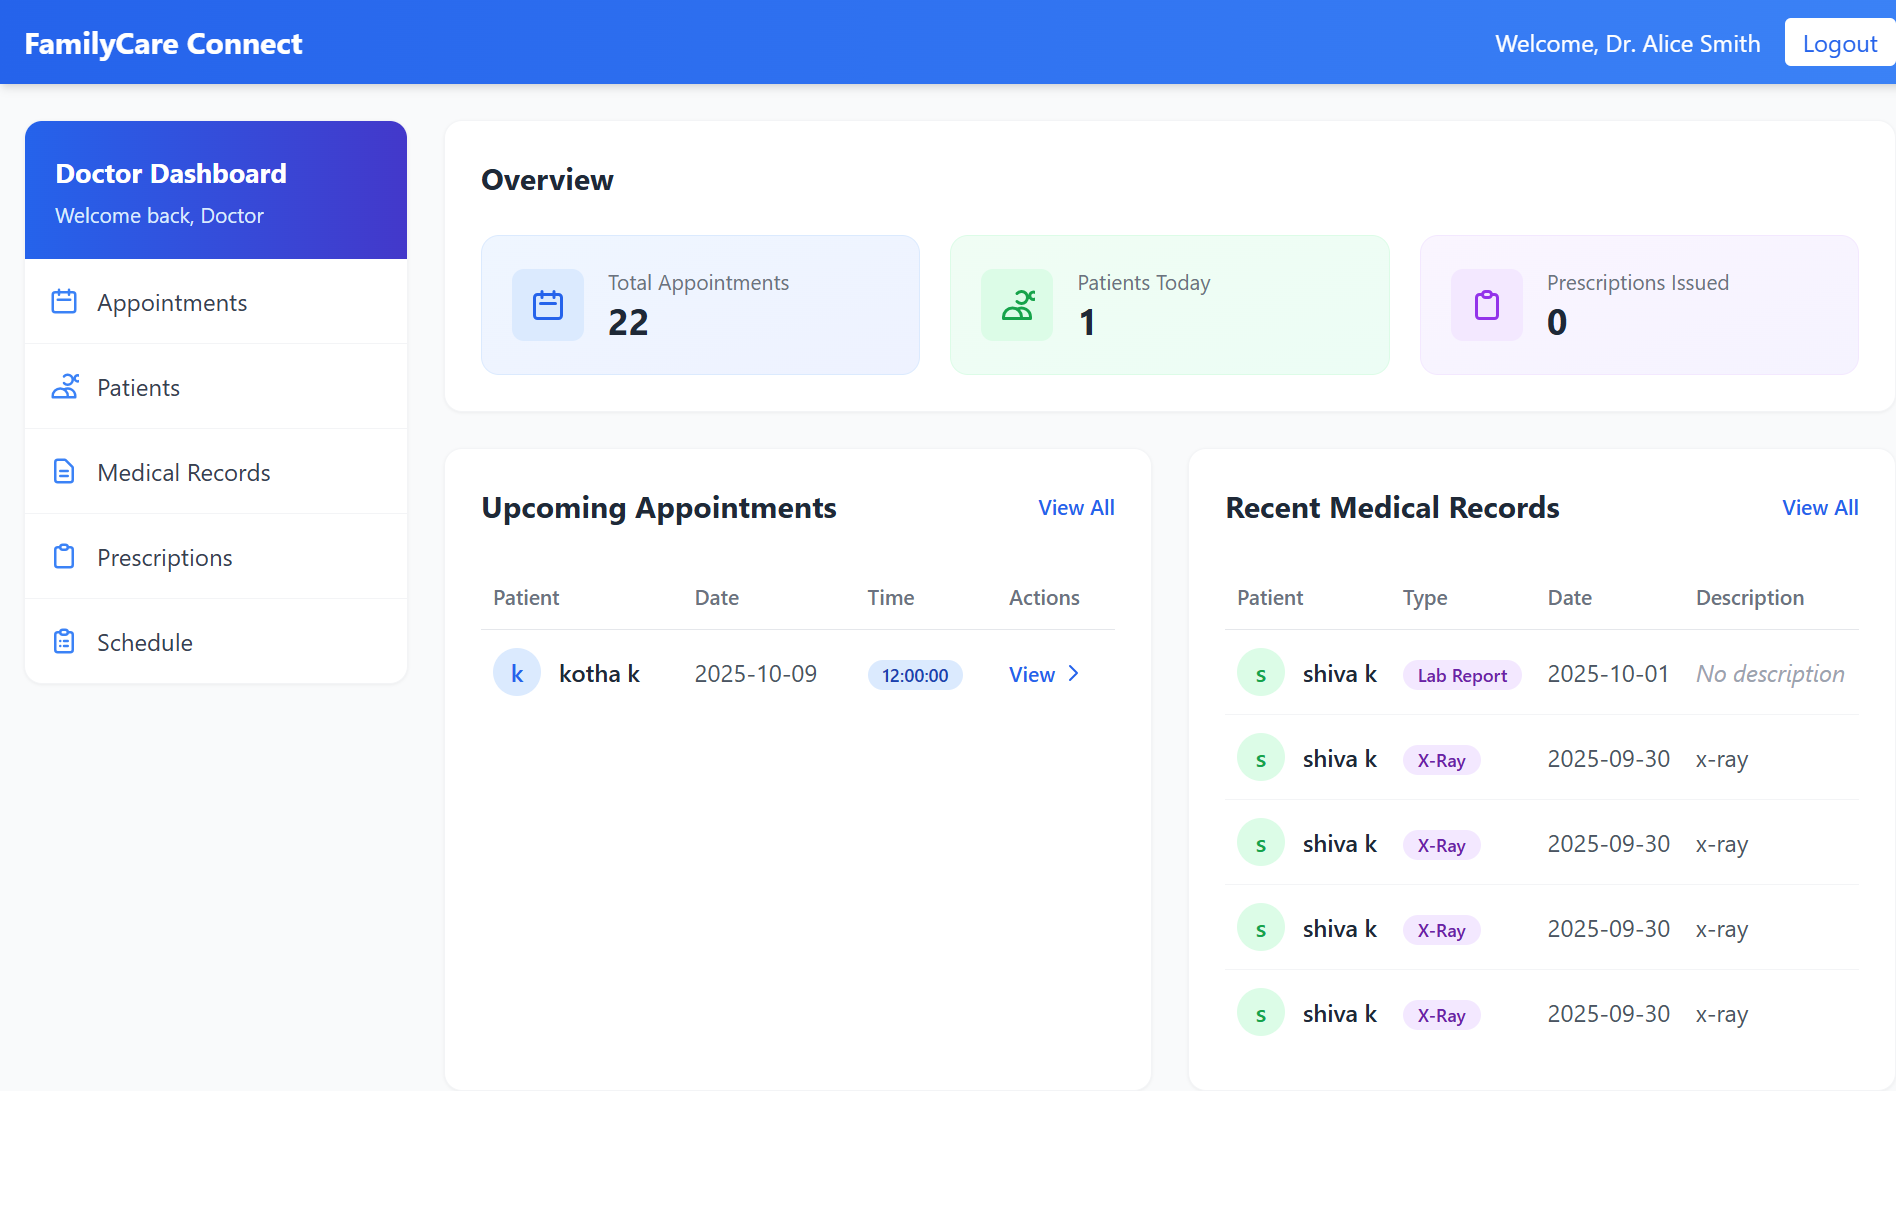 FamilyCare Connect
Welcome, Dr. Alice Smith
Logout
Doctor Dashboard
Welcome back, Doctor
Appointments
Patients
Medical Records
Prescriptions
Schedule
Overview
Total Appointments
22
Patients Today
1
Prescriptions Issued
0
Upcoming Appointments
View All
Patient Date Time Actions
k kotha k 2025-10-09 12:00:00 View
Recent Medical Records
View All
Patient Type Date Description
s shiva k Lab Report 2025-10-01 No description
s shiva k X-Ray 2025-09-30 x-ray
s shiva k X-Ray 2025-09-30 x-ray
s shiva k X-Ray 2025-09-30 x-ray
s shiva k X-Ray 2025-09-30 x-ray